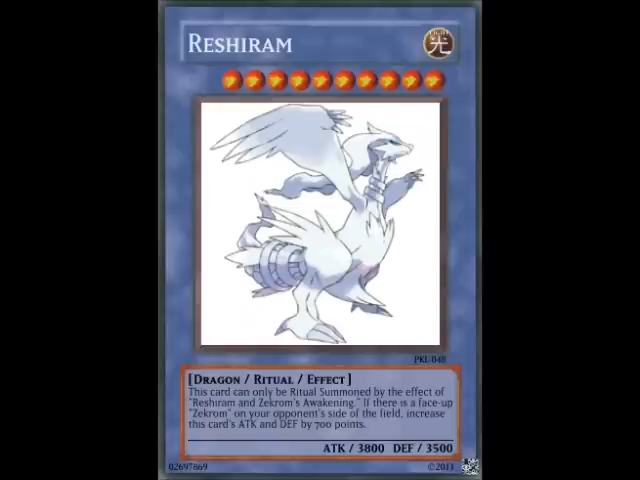 RESHIRAM
LIGHT
光
PKL-048
[DRAGON / RITUAL / EFFECT]
This card can only be Ritual Summoned by the effect of
"Reshiram and Zekrom's Awakening." If there is a face-up
"Zekrom" on your opponent's side of the field, increase
this card's ATK and DEF by 700 points.
ATK / 3800 DEF / 3500
02697869
©2011